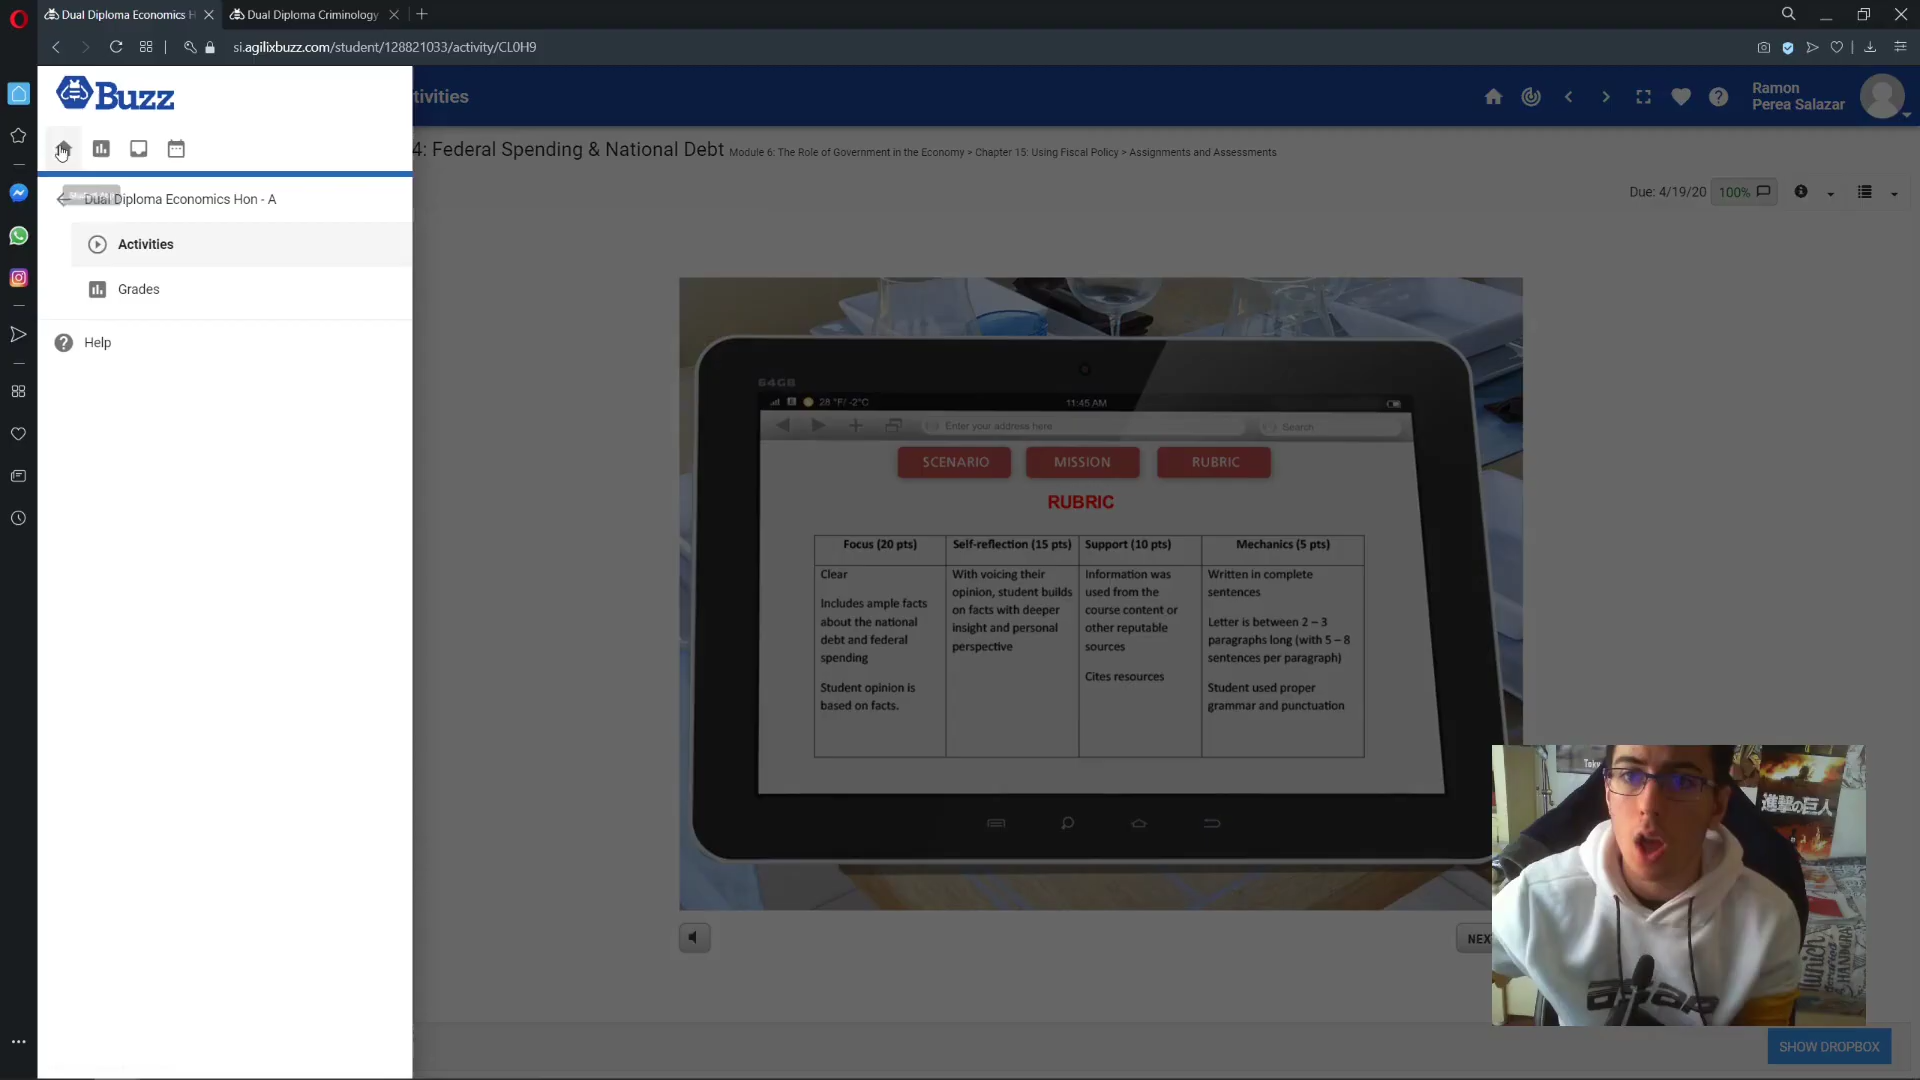 Dual Diploma Economics H
Dual Diploma Criminology
si.agilixbuzz.com/student/128821033/activity/CL0H9
Buzz
tivities
Ramon
Perea Salazar
4: Federal Spending & National Debt Module 6: The Role of Government in the Economy > Chapter 15: Using Fiscal Policy > Assignments and Assessments
Due: 4/19/20 100%
Dual Diploma Economics Hon - A
Activities
Grades
Help
64GB
28 °F/ -2°C
11:45 AM
Enter your address here
Search
SCENARIO
MISSION
RUBRIC
RUBRIC
Focus (20 pts)
Clear
Includes ample facts
about the national
debt and federal
spending
Student opinion is
based on facts.
Self-reflection (15 pts)
With voicing their
opinion, student builds
on facts with deeper
insight and personal
perspective
Support (10 pts)
Information was
used from the
course content or
other reputable
sources
Cites resources
Mechanics (5 pts)
Written in complete
sentences
Letter is between 2 – 3
paragraphs long (with 5 – 8
sentences per paragraph)
Student used proper
grammar and punctuation
NEX
進撃の巨人
asap
SHOW DROPBOX